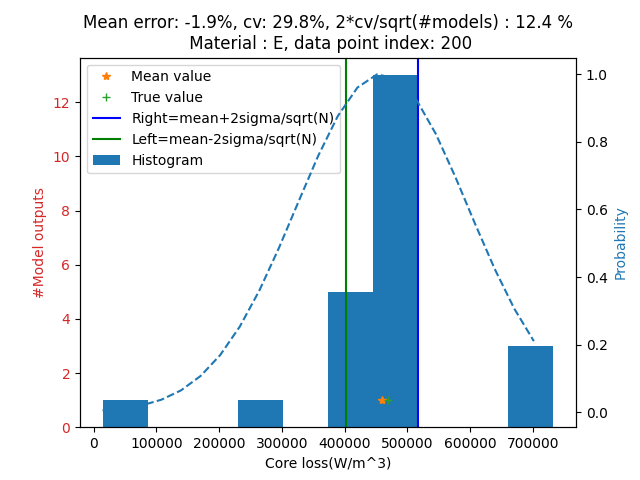 Mean error: -1.9%, cv: 29.8%, 2*cv/sqrt(#models) : 12.4 %
Material : E, data point index: 200
Mean value
True value
Right=mean+2sigma/sqrt(N)
Left=mean-2sigma/sqrt(N)
Histogram
#Model outputs
0
2
4
6
8
10
12
Probability
0.0
0.2
0.4
0.6
0.8
1.0
0 100000 200000 300000 400000 500000 600000 700000
Core loss(W/m^3)